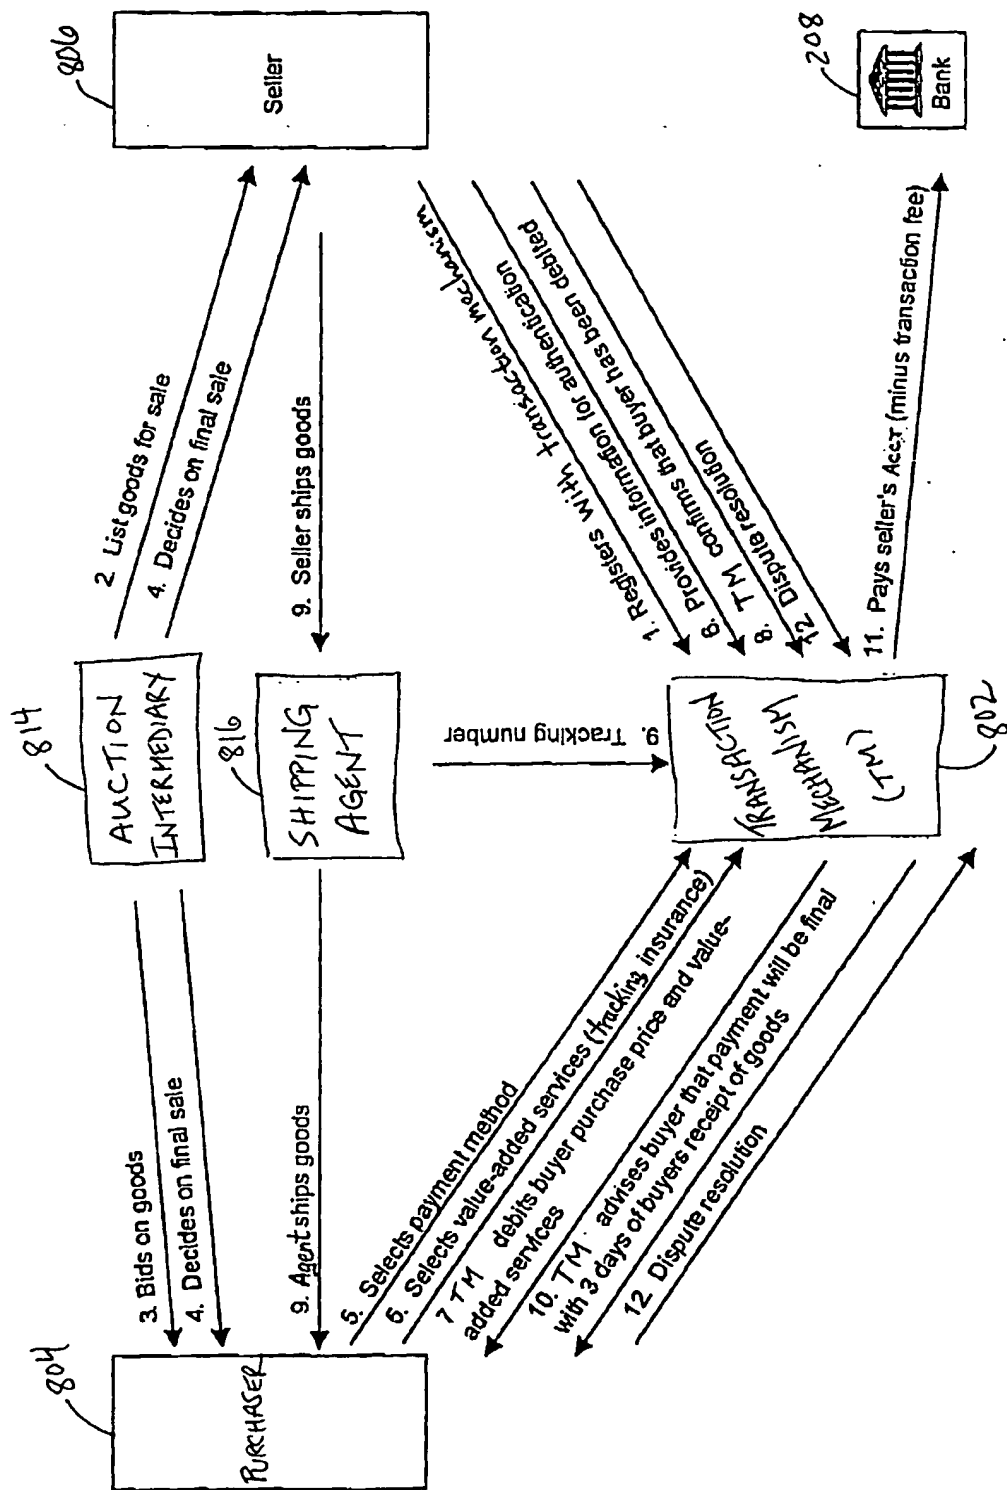 804
PURCHASER
3. Bids on goods
4. Decides on final sale
9. Agent ships goods
814
AUCTION
INTERMEDIARY
816
SHIPPING
AGENT
2 List goods for sale
4. Decides on final sale
9. Seller ships goods
806
Seller
5. Selects payment method
6. Selects value-added services (tracking insurance)
7 TM debits buyer purchase price and value-
added services
10. TM advises buyer that payment will be final
with 3 days of buyers receipt of goods
12. Dispute resolution
9. Tracking number
TRANSACTION
MECHANISM
(TM)
802
1. Registers with transaction mechanism
6. Provides information for authentication
8. TM confirms that buyer has been debited
12. Dispute resolution
11. Pays seller's Acct (minus transaction fee)
208
Bank